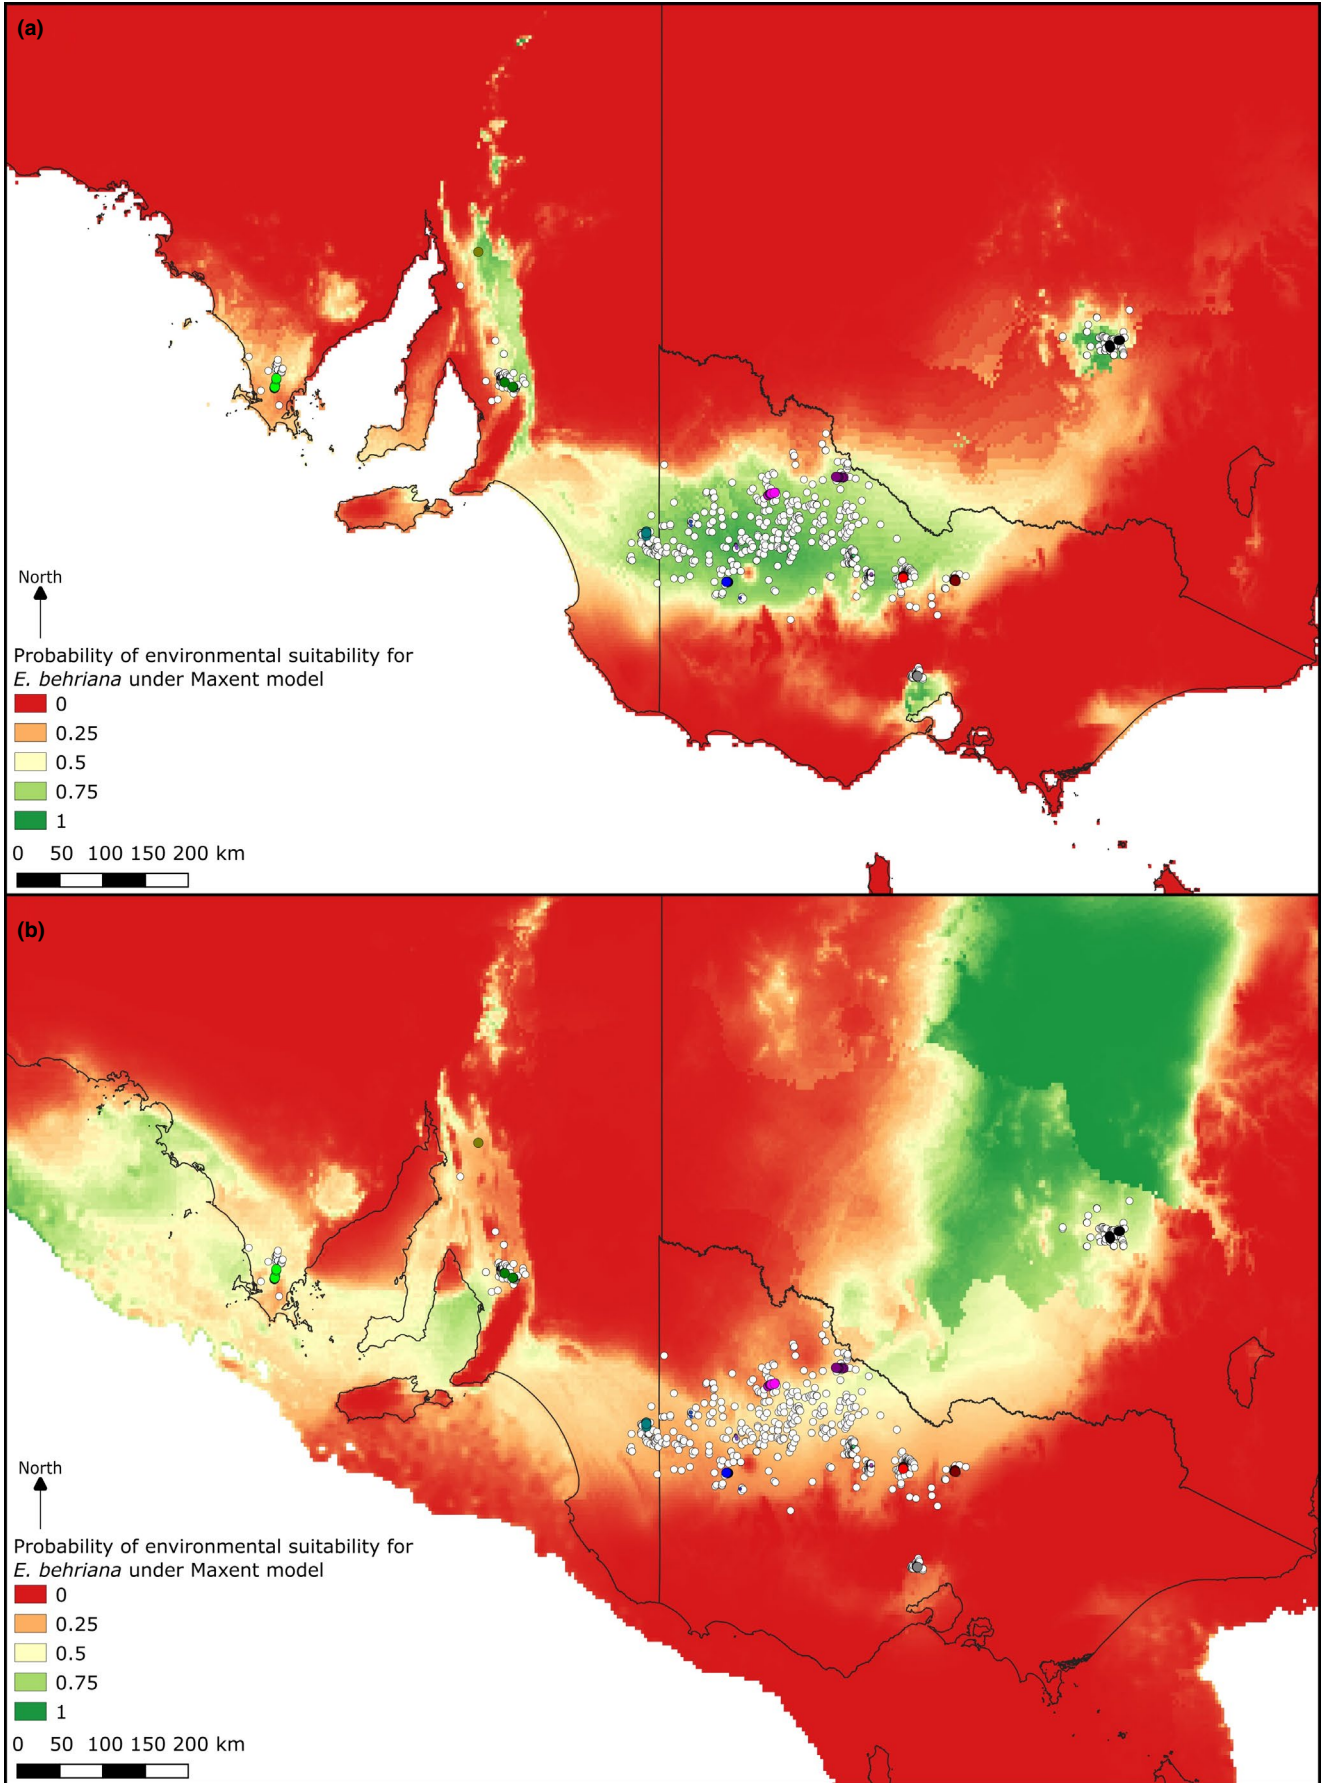 (a)
North
Probability of environmental suitability for
E. behriana under Maxent model
0
0.25
0.5
0.75
1
0 50 100 150 200 km
(b)
North
Probability of environmental suitability for
E. behriana under Maxent model
0
0.25
0.5
0.75
1
0 50 100 150 200 km